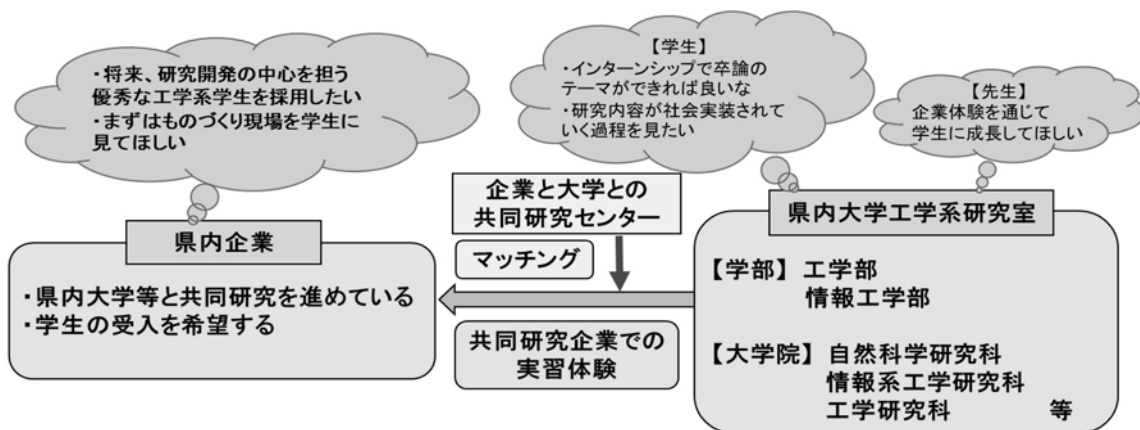 ・将来、研究開発の中心を担う
優秀な工学系学生を採用したい
・まずはものづくり現場を学生に
見てほしい
県内企業
・県内大学等と共同研究を進めている
・学生の受入を希望する
企業と大学との
共同研究センター
マッチング
共同研究企業での
実習体験
【学生】
・インターンシップで卒論の
テーマができれば良いな
・研究内容が社会実装されて
いく過程を見たい
【先生】
企業体験を通じて
学生に成長してほしい
県内大学工学系研究室
【学部】 工学部
情報工学部
【大学院】 自然科学研究科
情報系工学研究科
工学研究科 等